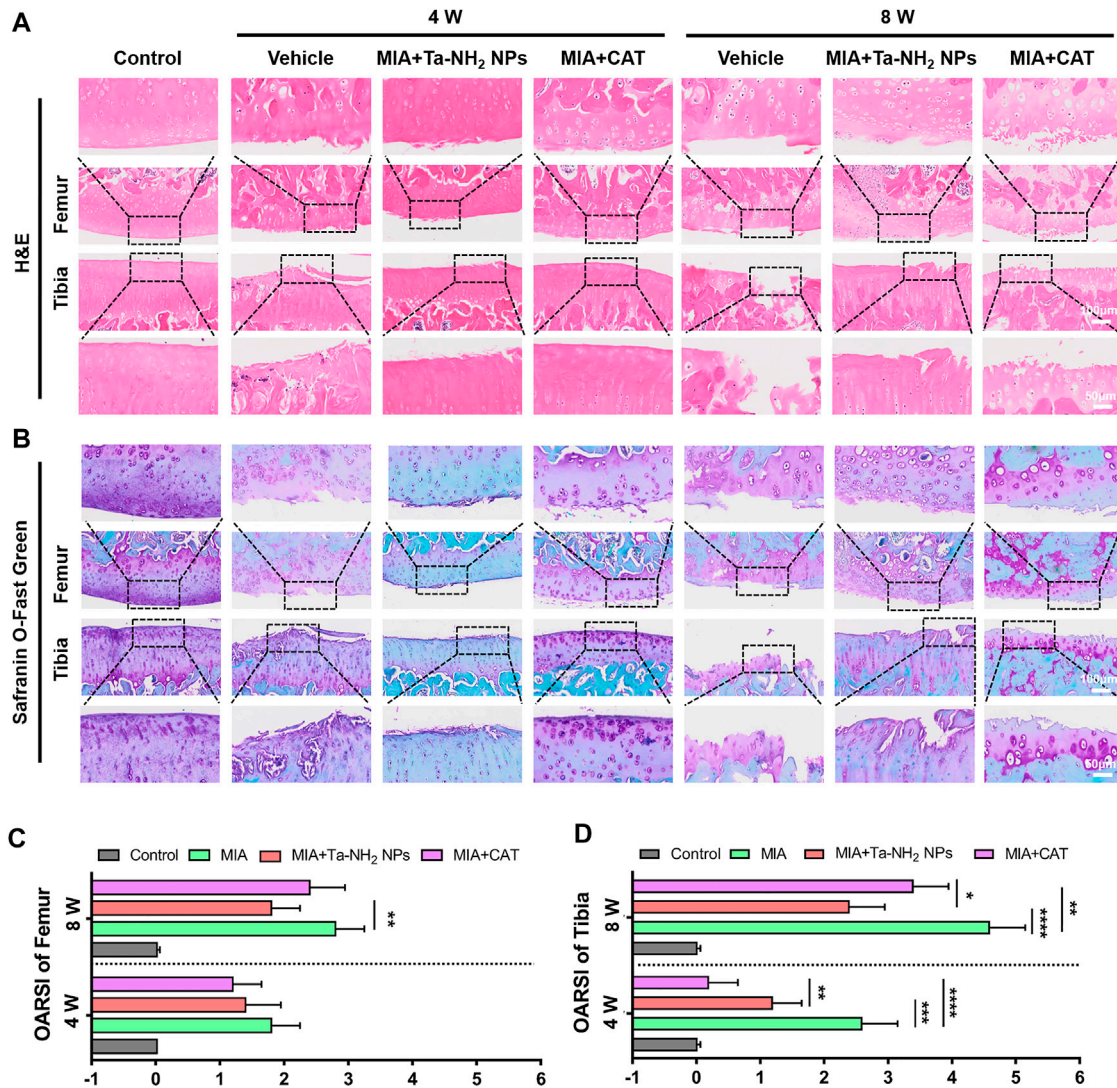 A
4 W
8 W
Control
Vehicle
MIA+Ta-NH₂ NPs
MIA+CAT
Vehicle
MIA+Ta-NH₂ NPs
MIA+CAT
H&E
Femur
Tibia
100μm
50μm
B
Safranin O-Fast Green
Femur
Tibia
100μm
50μm
C
Control MIA MIA+Ta-NH₂ NPs MIA+CAT
OARSI of Femur
8 W
**
4 W
-1 0 1 2 3 4 5 6
D
Control MIA MIA+Ta-NH₂ NPs MIA+CAT
OARSI of Tibia
8 W
*
****
**
4 W
**
***
****
-1 0 1 2 3 4 5 6